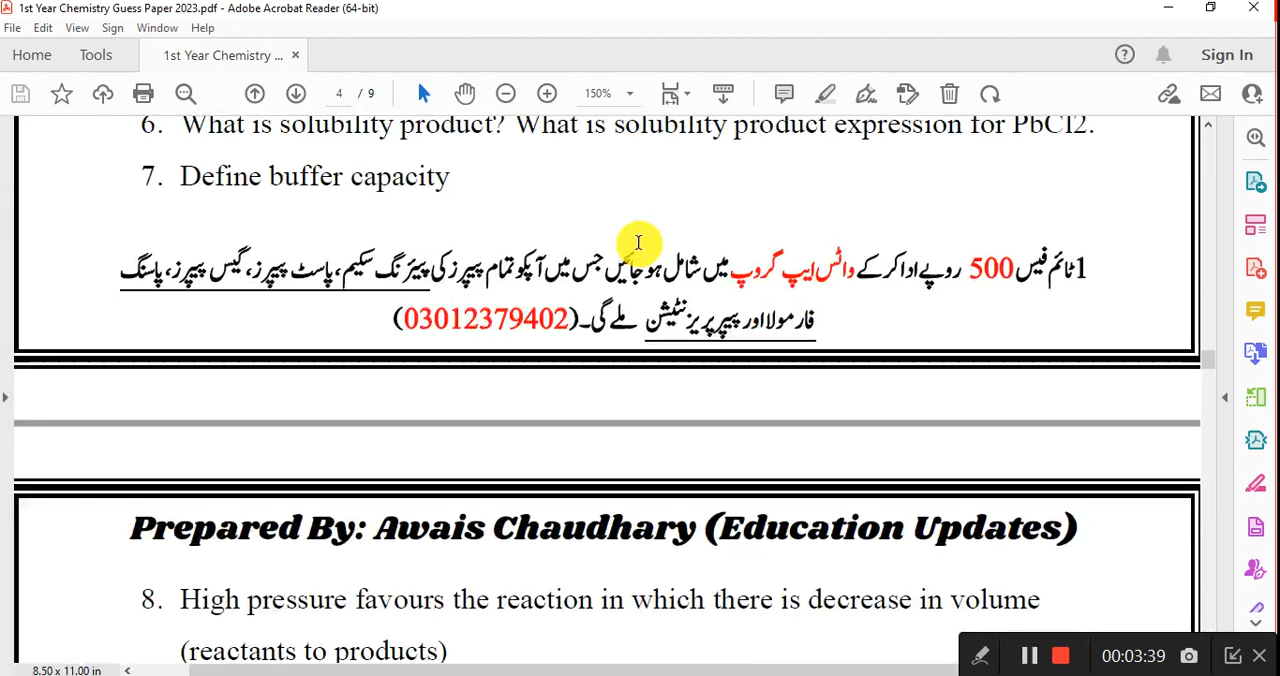 1st Year Chemistry Guess Paper 2023.pdf - Adobe Acrobat Reader (64-bit)
File Edit View Sign Window Help
Home Tools 1st Year Chemistry ... × Sign In
4 / 9 150%
6. What is solubility product? What is solubility product expression for PbCl2.
7. Define buffer capacity
1 ٹائم فیس 500 روپے ادا کر کے واٹس ایپ گروپ میں شامل ہو جائیں جس میں آپکو تمام پیپرز کی پیئرنگ سکیم، پاسٹ پیپرز، گیس پیپرز، پاسنگ
فارمولا اور پیپر پریزنٹیشن ملے گی۔ (03012379402)
Prepared By: Awais Chaudhary (Education Updates)
8. High pressure favours the reaction in which there is decrease in volume
(reactants to products)
8.50 x 11.00 in
00:03:39